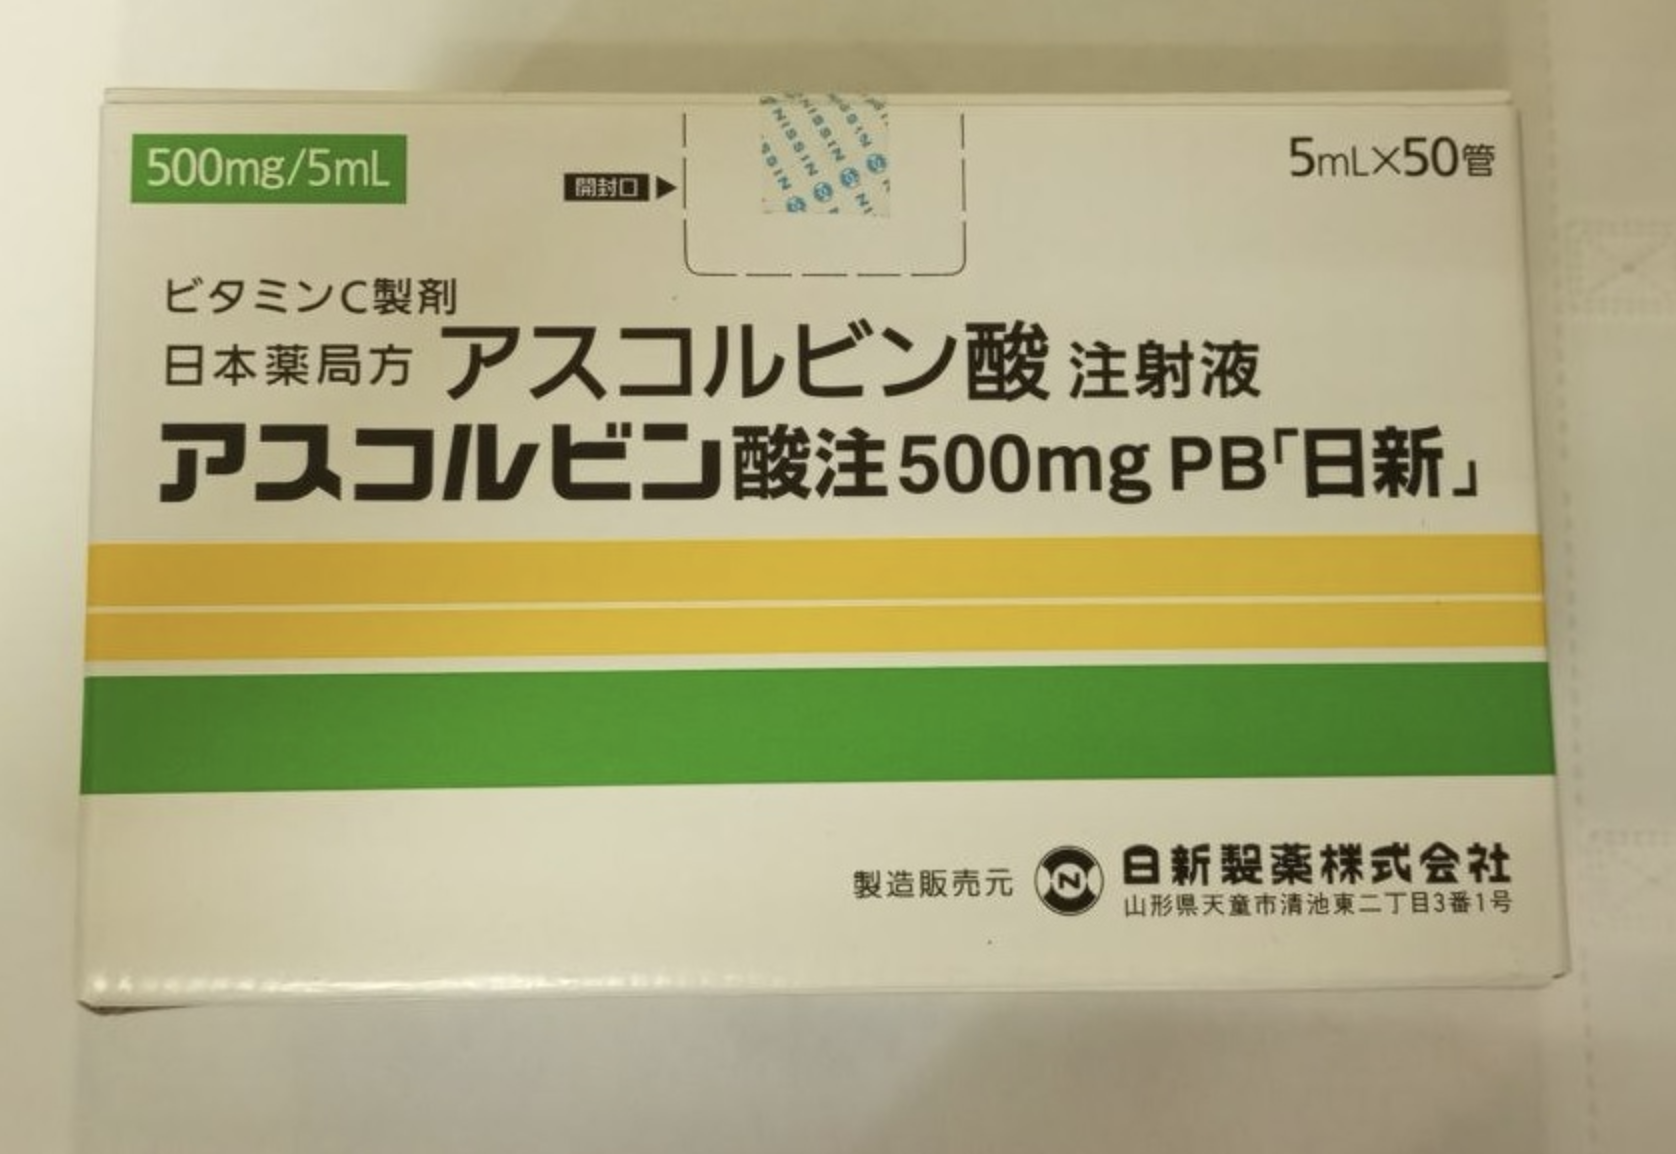 500mg/5mL
開封口
NISSIN
5mL×50管
ビタミンC製剤
日本薬局方 アスコルビン酸 注射液
アスコルビン酸注500mg PB「日新」
製造販売元 日新製薬株式会社
山形県天童市清池東二丁目3番1号